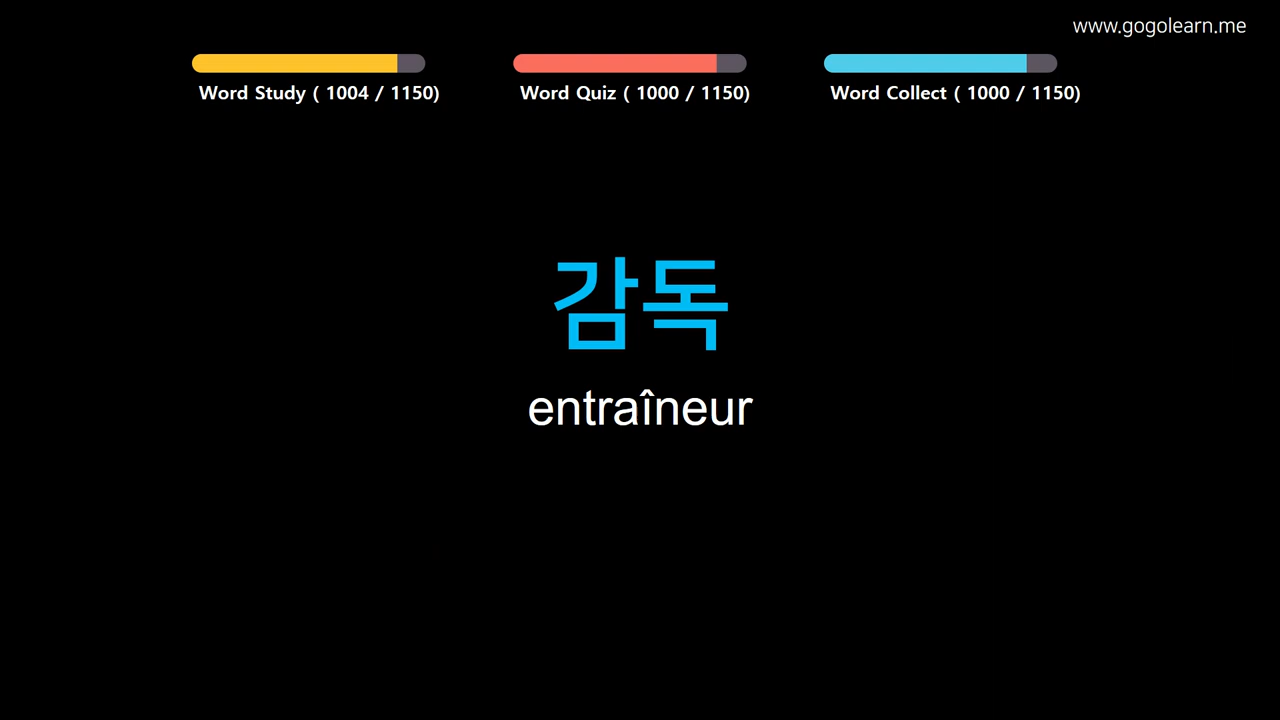 www.gogolearn.me
Word Study ( 1004 / 1150)
Word Quiz ( 1000 / 1150)
Word Collect ( 1000 / 1150)
감독
entraîneur